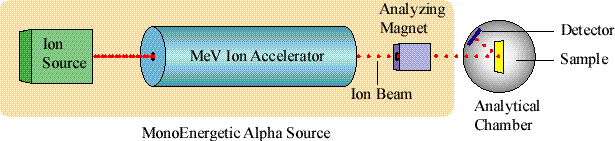 Ion
Source
MeV Ion Accelerator
Analyzing
Magnet
Ion Beam
Detector
Sample
Analytical
Chamber
MonoEnergetic Alpha Source